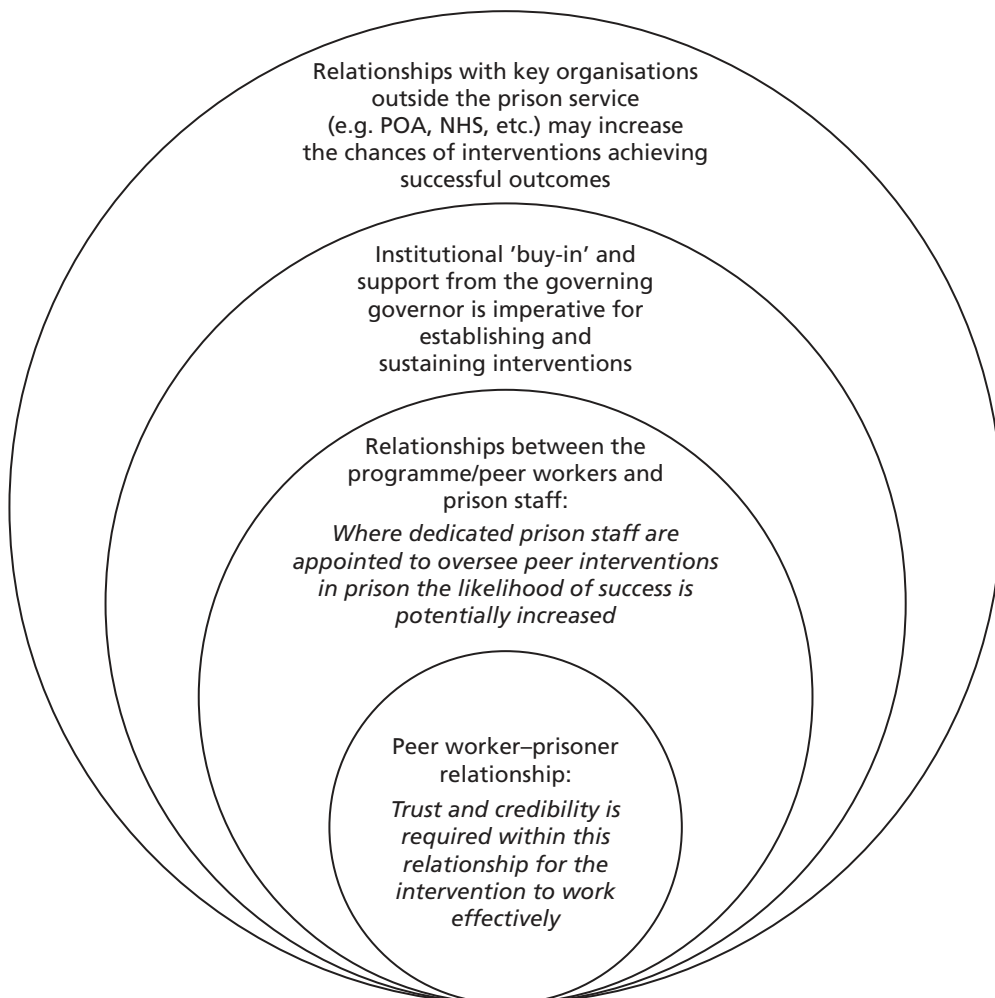 Relationships with key organisations
outside the prison service
(e.g. POA, NHS, etc.) may increase
the chances of interventions achieving
successful outcomes
Institutional ’buy-in’ and
support from the governing
governor is imperative for
establishing and
sustaining interventions
Relationships between the
programme/peer workers and
prison staff:
Where dedicated prison staff are
appointed to oversee peer interventions
in prison the likelihood of success is
potentially increased
Peer worker–prisoner
relationship:
Trust and credibility is
required within this
relationship for the
intervention to work
effectively